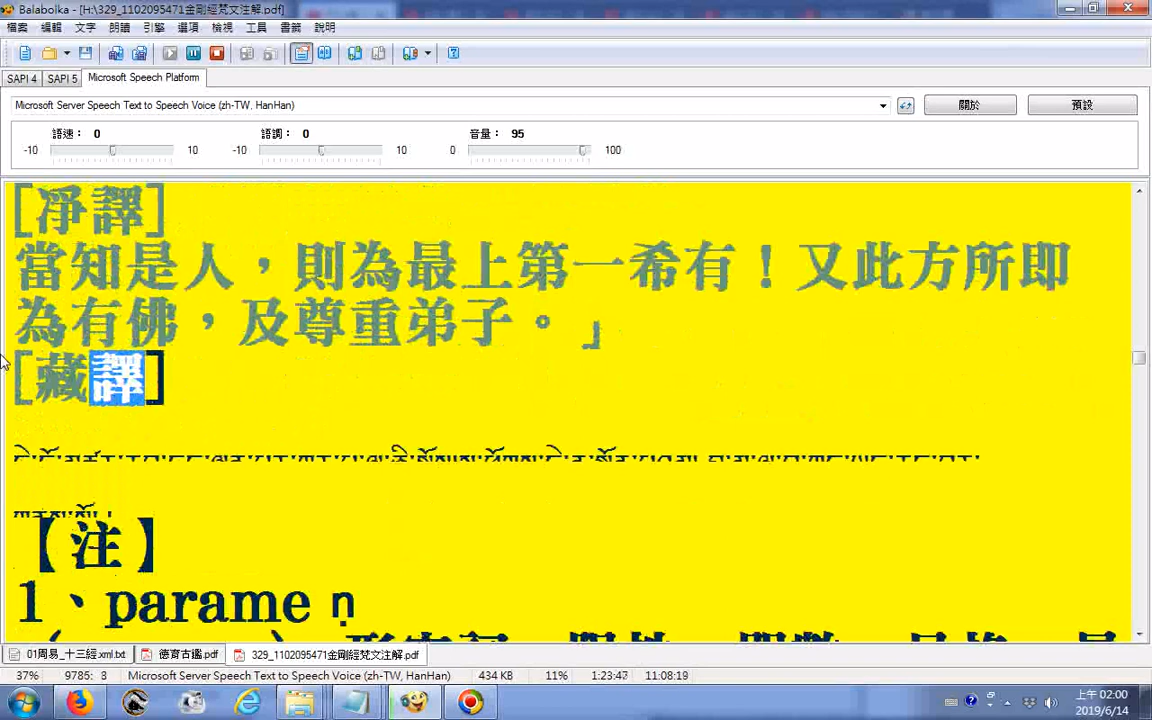 Balabolka - [H:\329_1102095471金剛經梵文注解.pdf]
檔案 編輯 文字 朗讀 引擎 選項 檢視 工具 書籤 說明
SAPI 4 SAPI 5 Microsoft Speech Platform
Microsoft Server Speech Text to Speech Voice (zh-TW, HanHan) 關於 預設
語速： 0 語調： 0 音量： 95
-10 10 -10 10 0 100
[淨譯]
當知是人，則為最上第一希有！又此方所即
為有佛，及尊重弟子。」
[藏譯]
【注】
1、parame ṇ
01周易_十三經.xml.txt 德育古鑑.pdf 329_1102095471金剛經梵文注解.pdf
37% 9785: 8 Microsoft Server Speech Text to Speech Voice (zh-TW, HanHan) 434 KB 11% 1:23:47 11:08:19
上午 02:00
2019/6/14